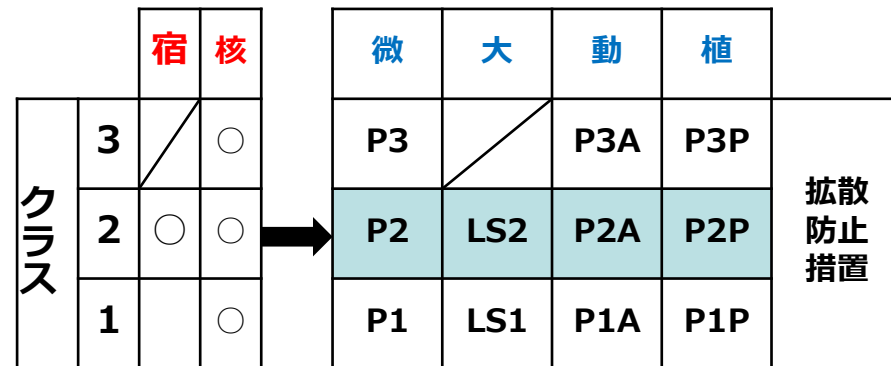 宿 核 微 大 動 植
クラス
3 ○ P3 P3A P3P
2 ○ ○ P2 LS2 P2A P2P
1 ○ P1 LS1 P1A P1P
拡散
防止
措置